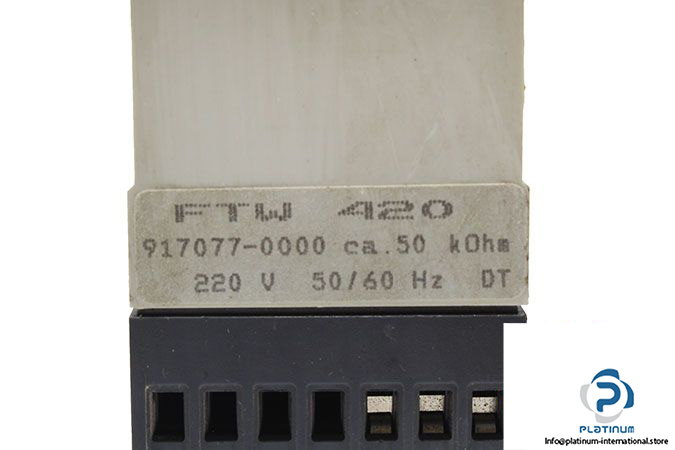 FTW 420
917077-0000 ca.50 kOhm
220 V 50/60 Hz DT
PLATINUM
Info@platinum-international.store